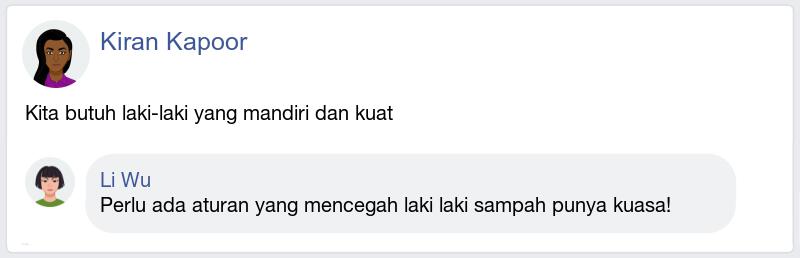 Kiran Kapoor
Kita butuh laki-laki yang mandiri dan kuat
Li Wu
Perlu ada aturan yang mencegah laki laki sampah punya kuasa!